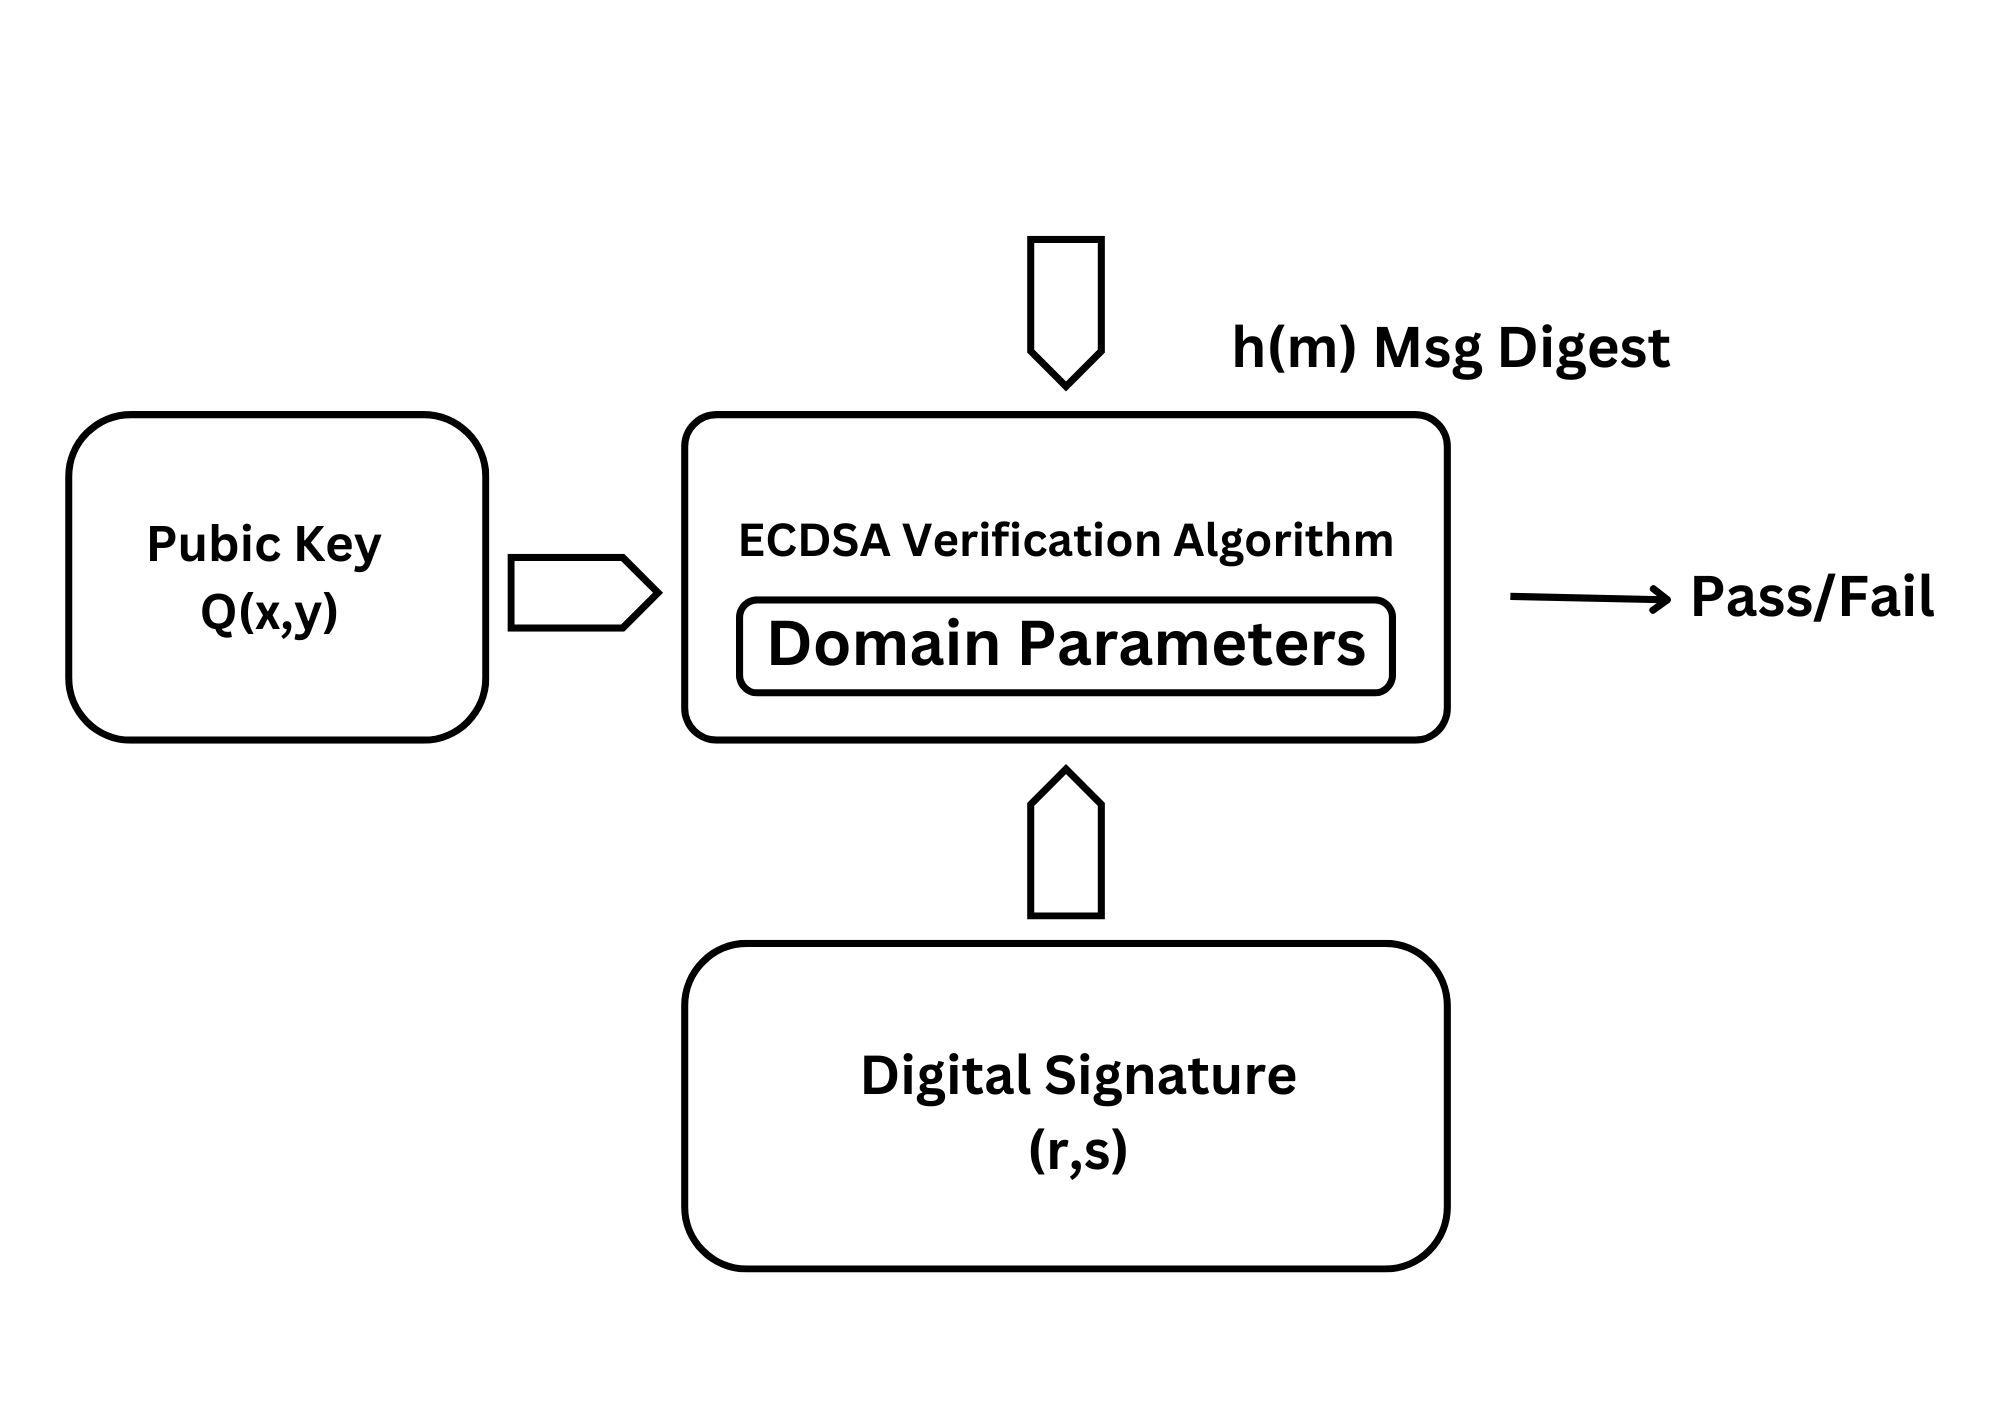 h(m) Msg Digest
Pubic Key
Q(x,y)
ECDSA Verification Algorithm
Domain Parameters
Pass/Fail
Digital Signature
(r,s)